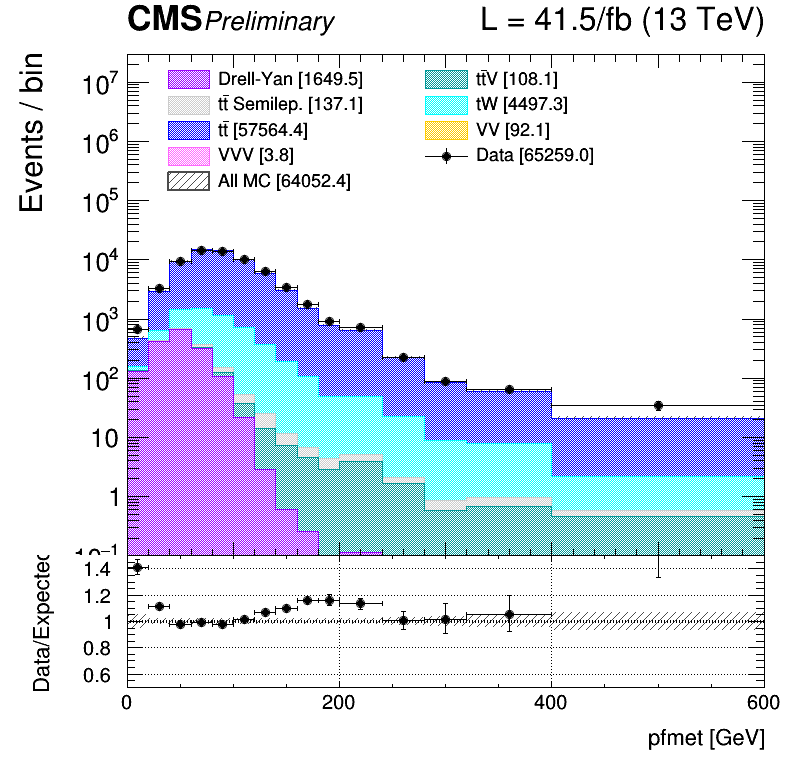 CMS Preliminary L = 41.5/fb (13 TeV)
Events / bin
Drell-Yan [1649.5]
tt̄ Semilep. [137.1]
tt̄ [57564.4]
VVV [3.8]
All MC [64052.4]
tt̄V [108.1]
tW [4497.3]
VV [92.1]
Data [65259.0]
10⁷
10⁶
10⁵
10⁴
10³
10²
10
1
10⁻¹
Data/Expected
1.4
1.2
1
0.8
0.6
0 200 400 600
pfmet [GeV]